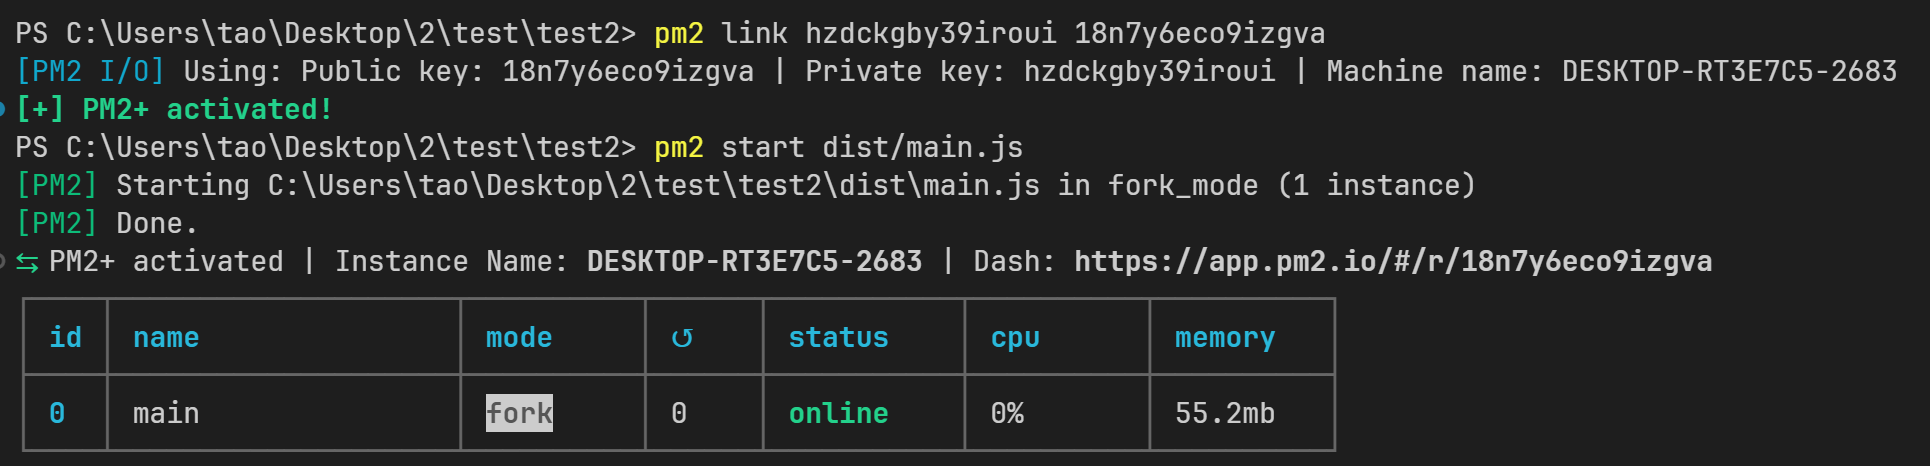 PS C:\Users\tao\Desktop\2\test\test2> pm2 link hzdckgby39iroui 18n7y6eco9izgva
[PM2 I/O] Using: Public key: 18n7y6eco9izgva | Private key: hzdckgby39iroui | Machine name: DESKTOP-RT3E7C5-2683
[+] PM2+ activated!
PS C:\Users\tao\Desktop\2\test\test2> pm2 start dist/main.js
[PM2] Starting C:\Users\tao\Desktop\2\test\test2\dist\main.js in fork_mode (1 instance)
[PM2] Done.
⇆ PM2+ activated | Instance Name: DESKTOP-RT3E7C5-2683 | Dash: https://app.pm2.io/#/r/18n7y6eco9izgva
id name mode ↺ status cpu memory
0 main fork 0 online 0% 55.2mb